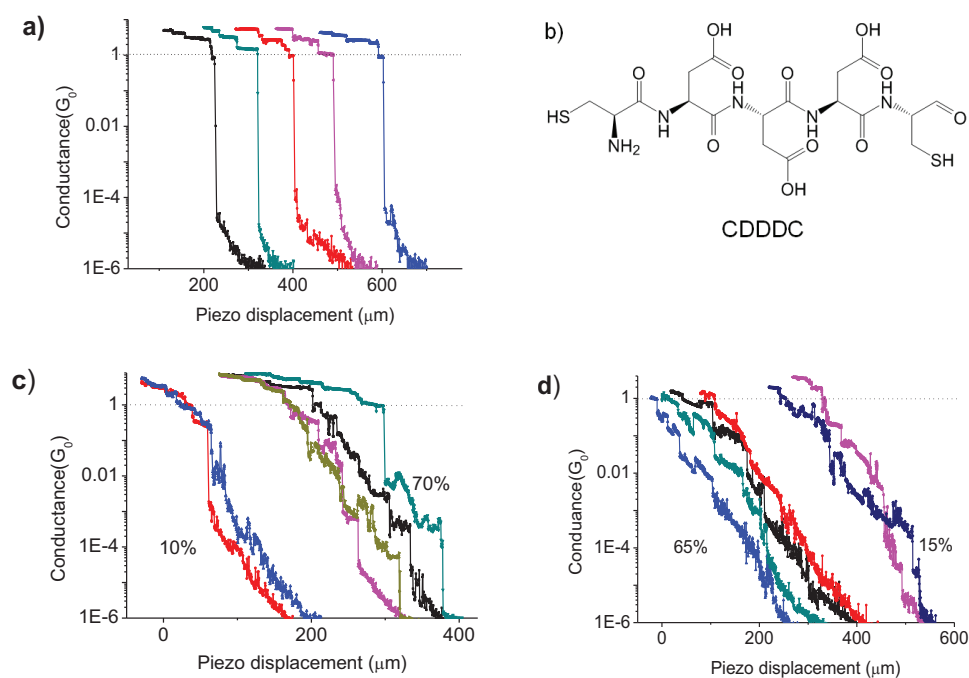 a)
Conductance(G₀)
1
0.01
1E-4
1E-6
200
400
600
Piezo displacement (μm)
b)
OH
OH
O
O
O
H
N
O
H
N
O
HS
N
H
N
H
O
NH₂
O
O
O
SH
OH
CDDDC
c)
Conductance(G₀)
1
0.01
1E-4
1E-6
70%
10%
0
200
400
Piezo displacement (μm)
d)
Conduanctance(G₀)
1
0.01
1E-4
1E-6
65%
15%
0
200
400
600
Piezo displacement (μm)